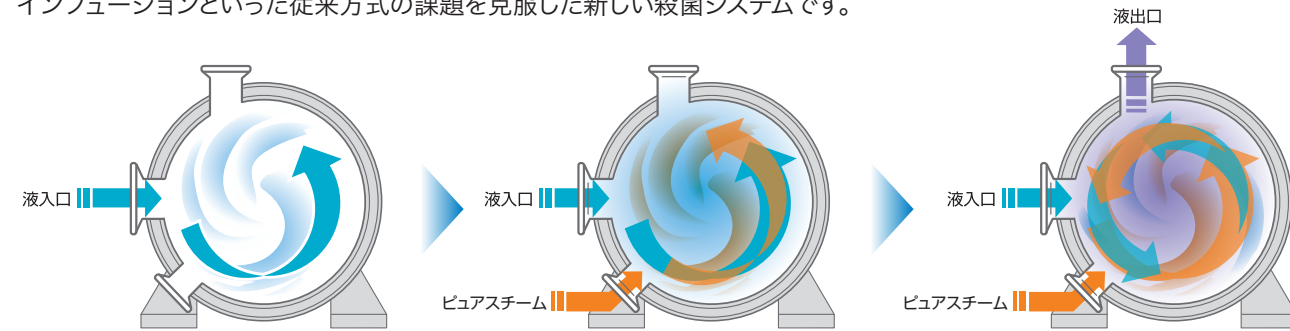 インフュージョンといった従来方式の課題を克服した新しい殺菌システムです。
液出口
液入口
液入口
液入口
ピュアスチーム
ピュアスチーム